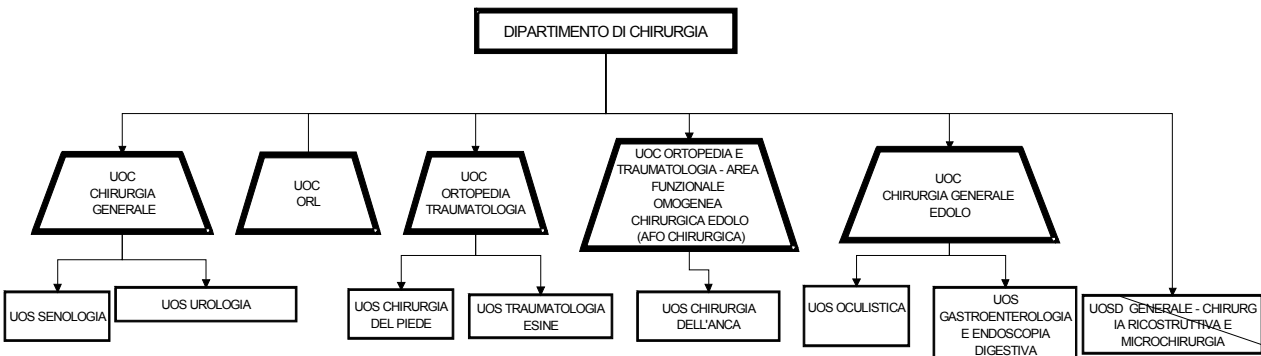 DIPARTIMENTO DI CHIRURGIA
UOC
CHIRURGIA
GENERALE
UOC
ORL
UOC
ORTOPEDIA
TRAUMATOLOGIA
UOC ORTOPEDIA E
TRAUMATOLOGIA - AREA
FUNZIONALE
OMOGENEA
CHIRURGICA EDOLO
(AFO CHIRURGICA)
UOC
CHIRURGIA GENERALE
EDOLO
UOS SENOLOGIA
UOS UROLOGIA
UOS CHIRURGIA
DEL PIEDE
UOS TRAUMATOLOGIA
ESINE
UOS CHIRURGIA
DELL'ANCA
UOS OCULISTICA
UOS
GASTROENTEROLOGIA
E ENDOSCOPIA
DIGESTIVA
UOSD GENERALE - CHIRURG
IA RICOSTRUTTIVA E
MICROCHIRURGIA